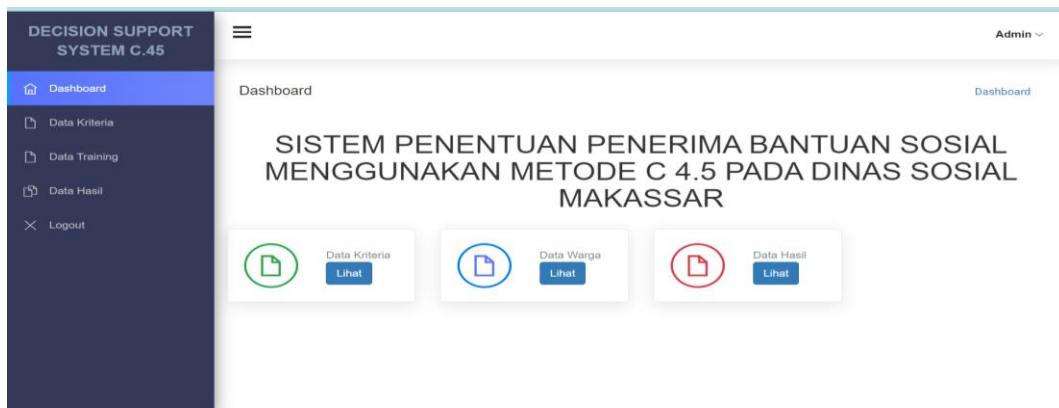 DECISION SUPPORT
SYSTEM C.45
Admin
Dashboard
Data Kriteria
Data Training
Data Hasil
Logout
Dashboard
Dashboard
SISTEM PENENTUAN PENERIMA BANTUAN SOSIAL
MENGGUNAKAN METODE C 4.5 PADA DINAS SOSIAL
MAKASSAR
Data Kriteria
Lihat
Data Warga
Lihat
Data Hasil
Lihat